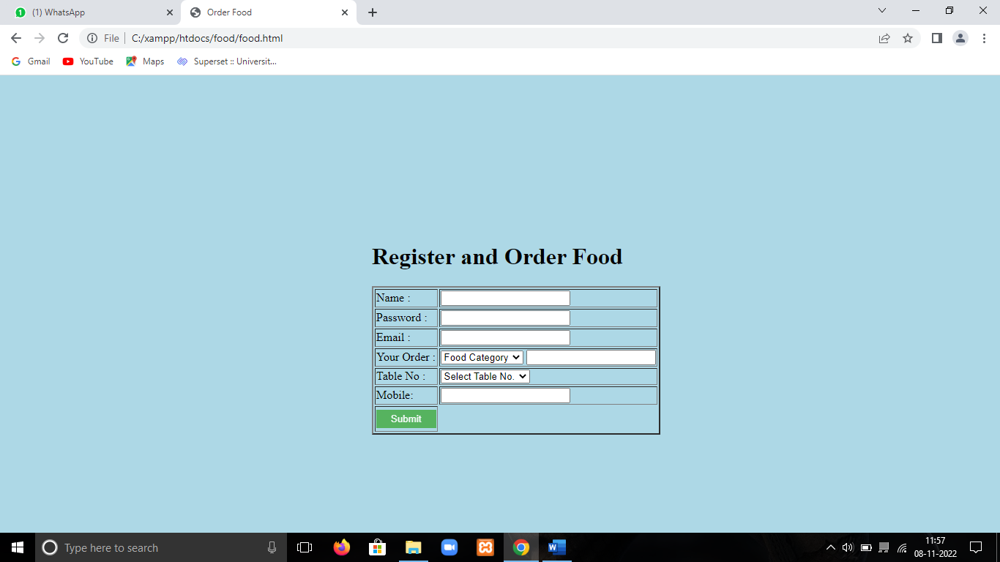 (1) WhatsApp
Order Food
File C:/xampp/htdocs/food/food.html
Gmail YouTube Maps Superset :: Universit...
Register and Order Food
Name :
Password :
Email :
Your Order : Food Category
Table No : Select Table No.
Mobile:
Submit
Type here to search
11:57
08-11-2022